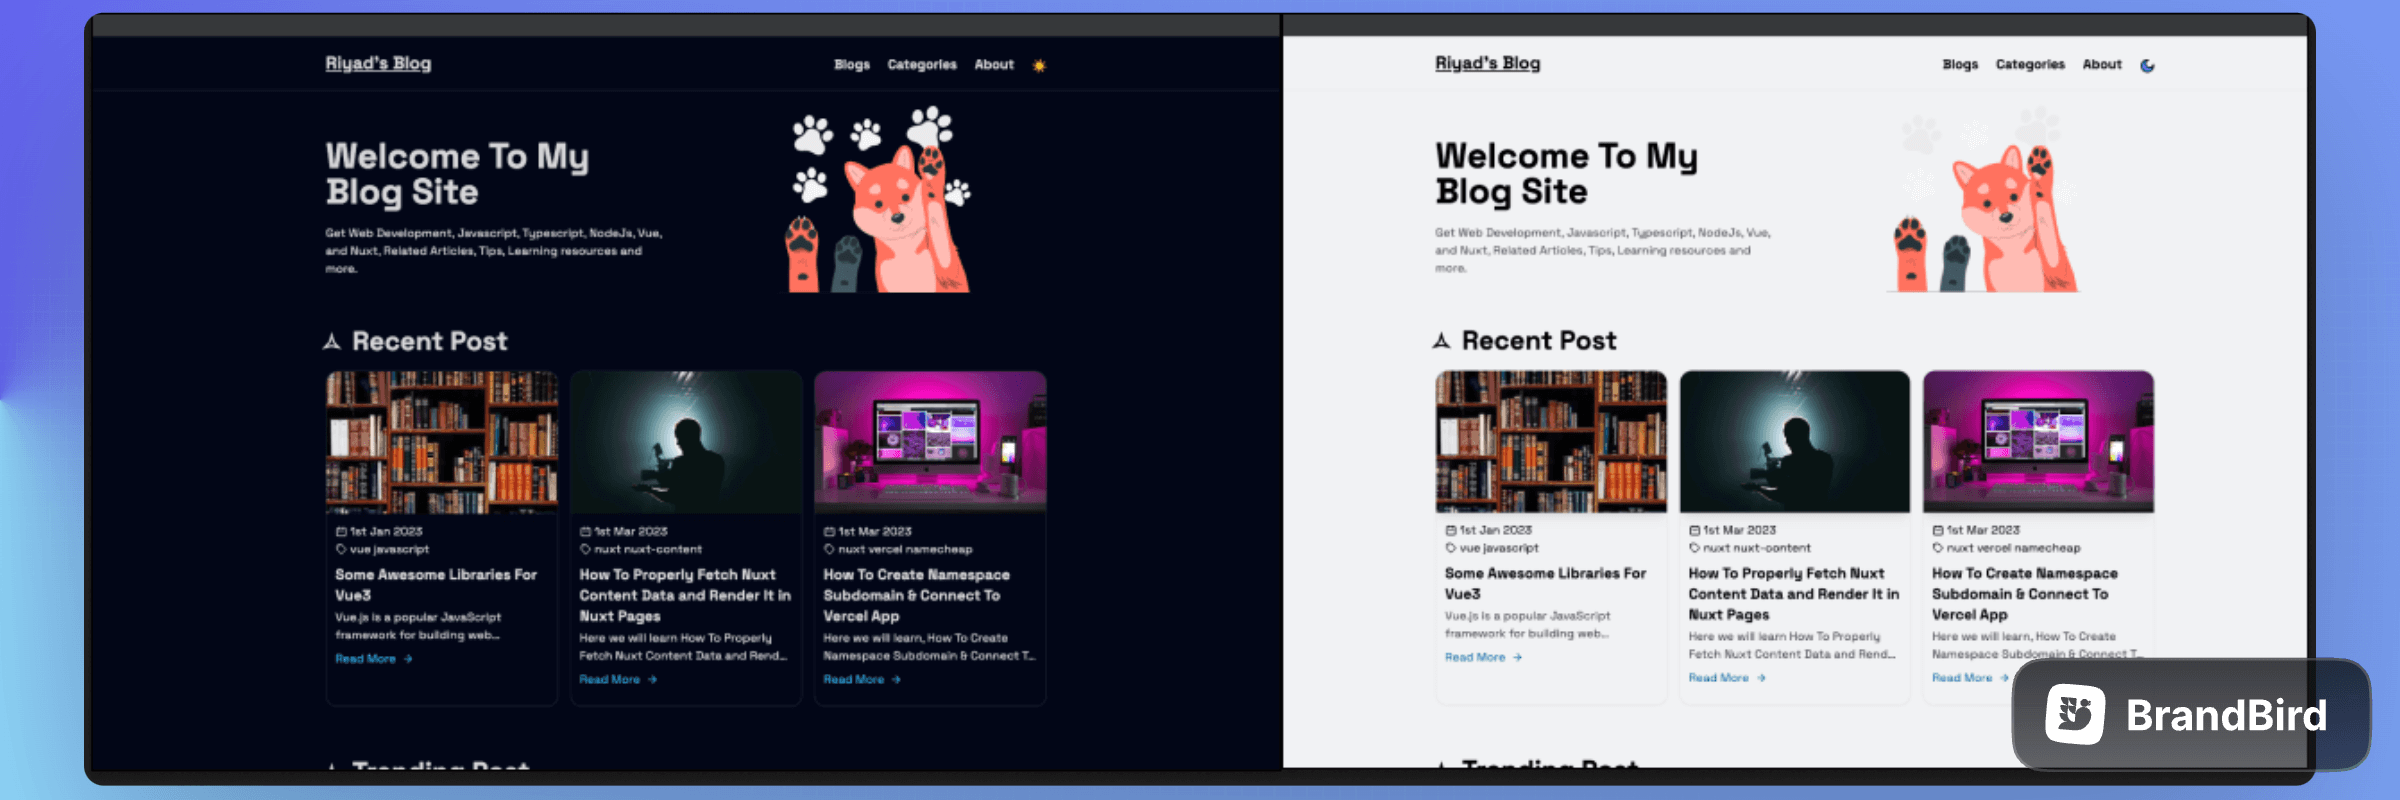 Riyad's Blog
Blogs Categories About
Welcome To My
Blog Site
Get Web Development, Javascript, Typescript, NodeJs, Vue,
and Nuxt, Related Articles, Tips, Learning resources and
more.
Recent Post
1st Jan 2023
vue javascript
Some Awesome Libraries For
Vue3
Vue.js is a popular JavaScript
framework for building web...
Read More →
1st Mar 2023
nuxt nuxt-content
How To Properly Fetch Nuxt
Content Data and Render It in
Nuxt Pages
Here we will learn How To Properly
Fetch Nuxt Content Data and Rend...
Read More →
1st Mar 2023
nuxt vercel namecheap
How To Create Namespace
Subdomain & Connect To
Vercel App
Here we will learn, How To Create
Namespace Subdomain & Connect T...
Read More →
Trending Post
Riyad's Blog
Blogs Categories About
Welcome To My
Blog Site
Get Web Development, Javascript, Typescript, NodeJs, Vue,
and Nuxt, Related Articles, Tips, Learning resources and
more.
Recent Post
1st Jan 2023
vue javascript
Some Awesome Libraries For
Vue3
Vue.js is a popular JavaScript
framework for building web...
Read More →
1st Mar 2023
nuxt nuxt-content
How To Properly Fetch Nuxt
Content Data and Render It in
Nuxt Pages
Here we will learn How To Properly
Fetch Nuxt Content Data and Rend...
Read More →
1st Mar 2023
nuxt vercel namecheap
How To Create Namespace
Subdomain & Connect To
Vercel App
Here we will learn, How To Create
Namespace Subdomain & Connect T...
Read More →
Trending Post
BrandBird